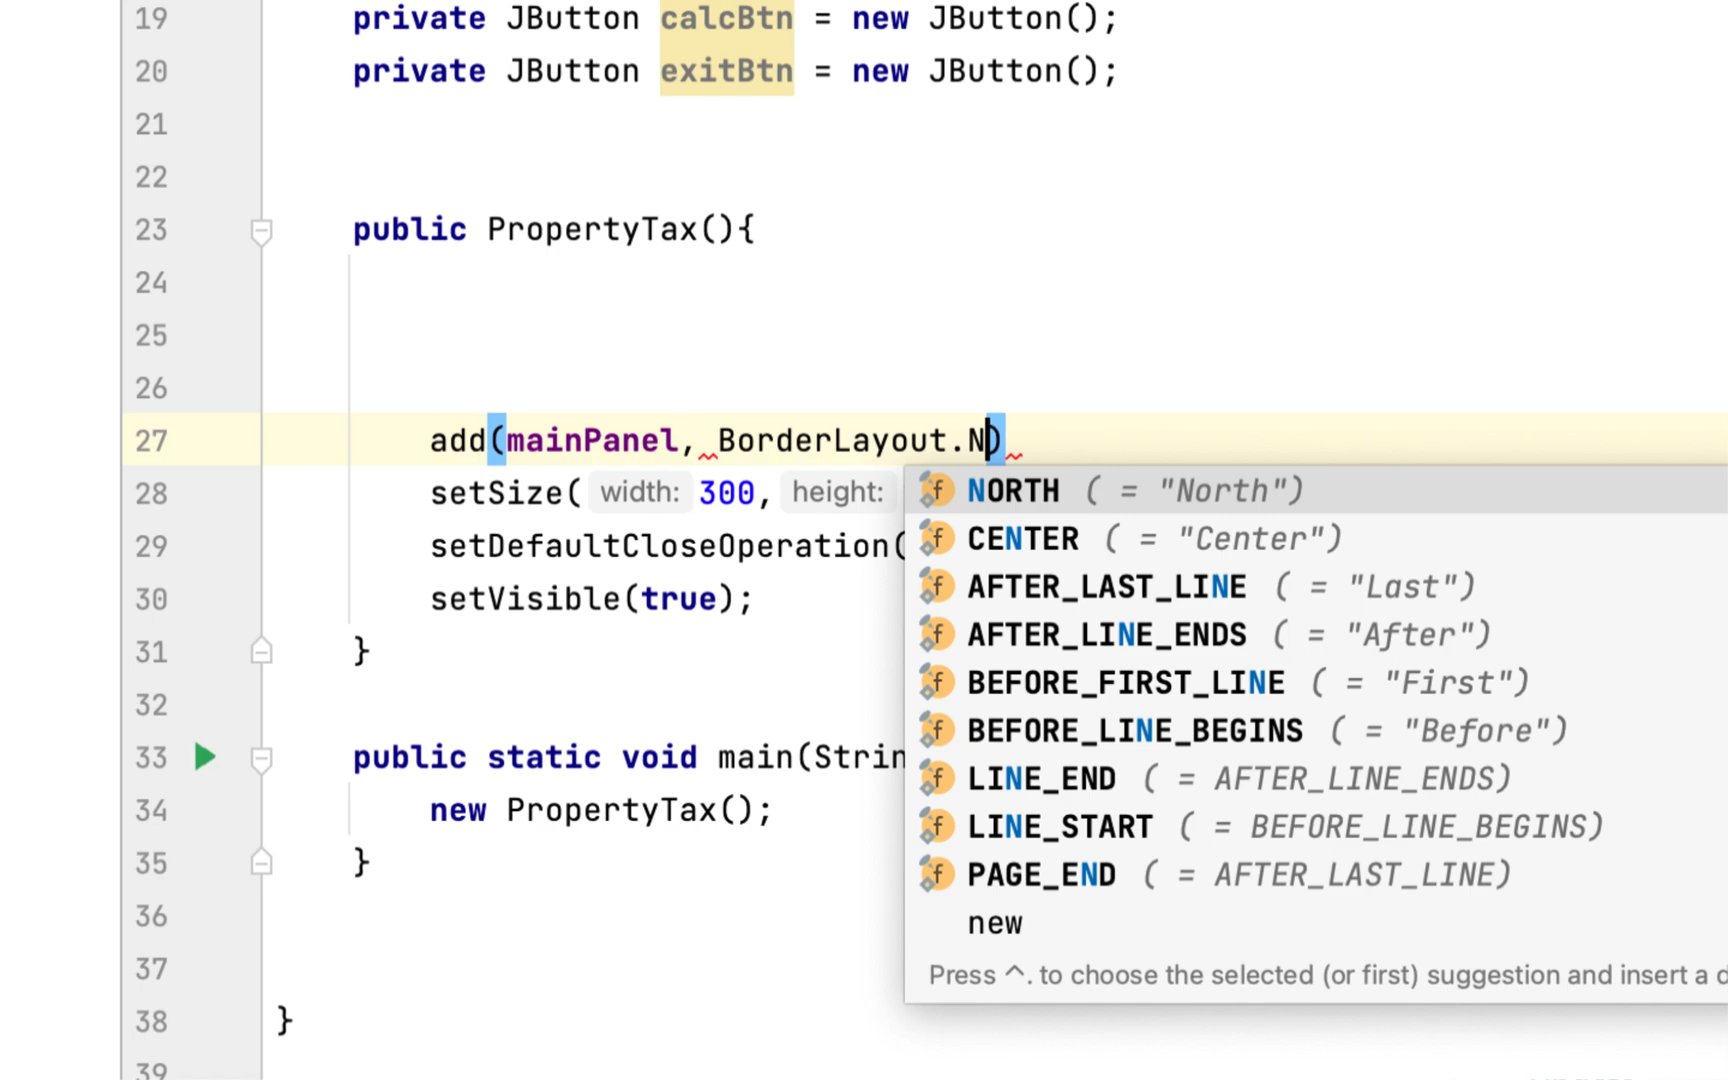 19 private JButton calcBtn = new JButton();
20 private JButton exitBtn = new JButton();
21
22
23 public PropertyTax(){
24
25
26
27 add(mainPanel, BorderLayout.N)
28 setSize( width: 300, height:
29 setDefaultCloseOperation(
30 setVisible(true);
31 }
32
33 public static void main(Strin
34 new PropertyTax();
35 }
36
37
38 }
39
f NORTH ( = "North")
f CENTER ( = "Center")
f AFTER_LAST_LINE ( = "Last")
f AFTER_LINE_ENDS ( = "After")
f BEFORE_FIRST_LINE ( = "First")
f BEFORE_LINE_BEGINS ( = "Before")
f LINE_END ( = AFTER_LINE_ENDS)
f LINE_START ( = BEFORE_LINE_BEGINS)
f PAGE_END ( = AFTER_LAST_LINE)
new
Press ^. to choose the selected (or first) suggestion and insert a d